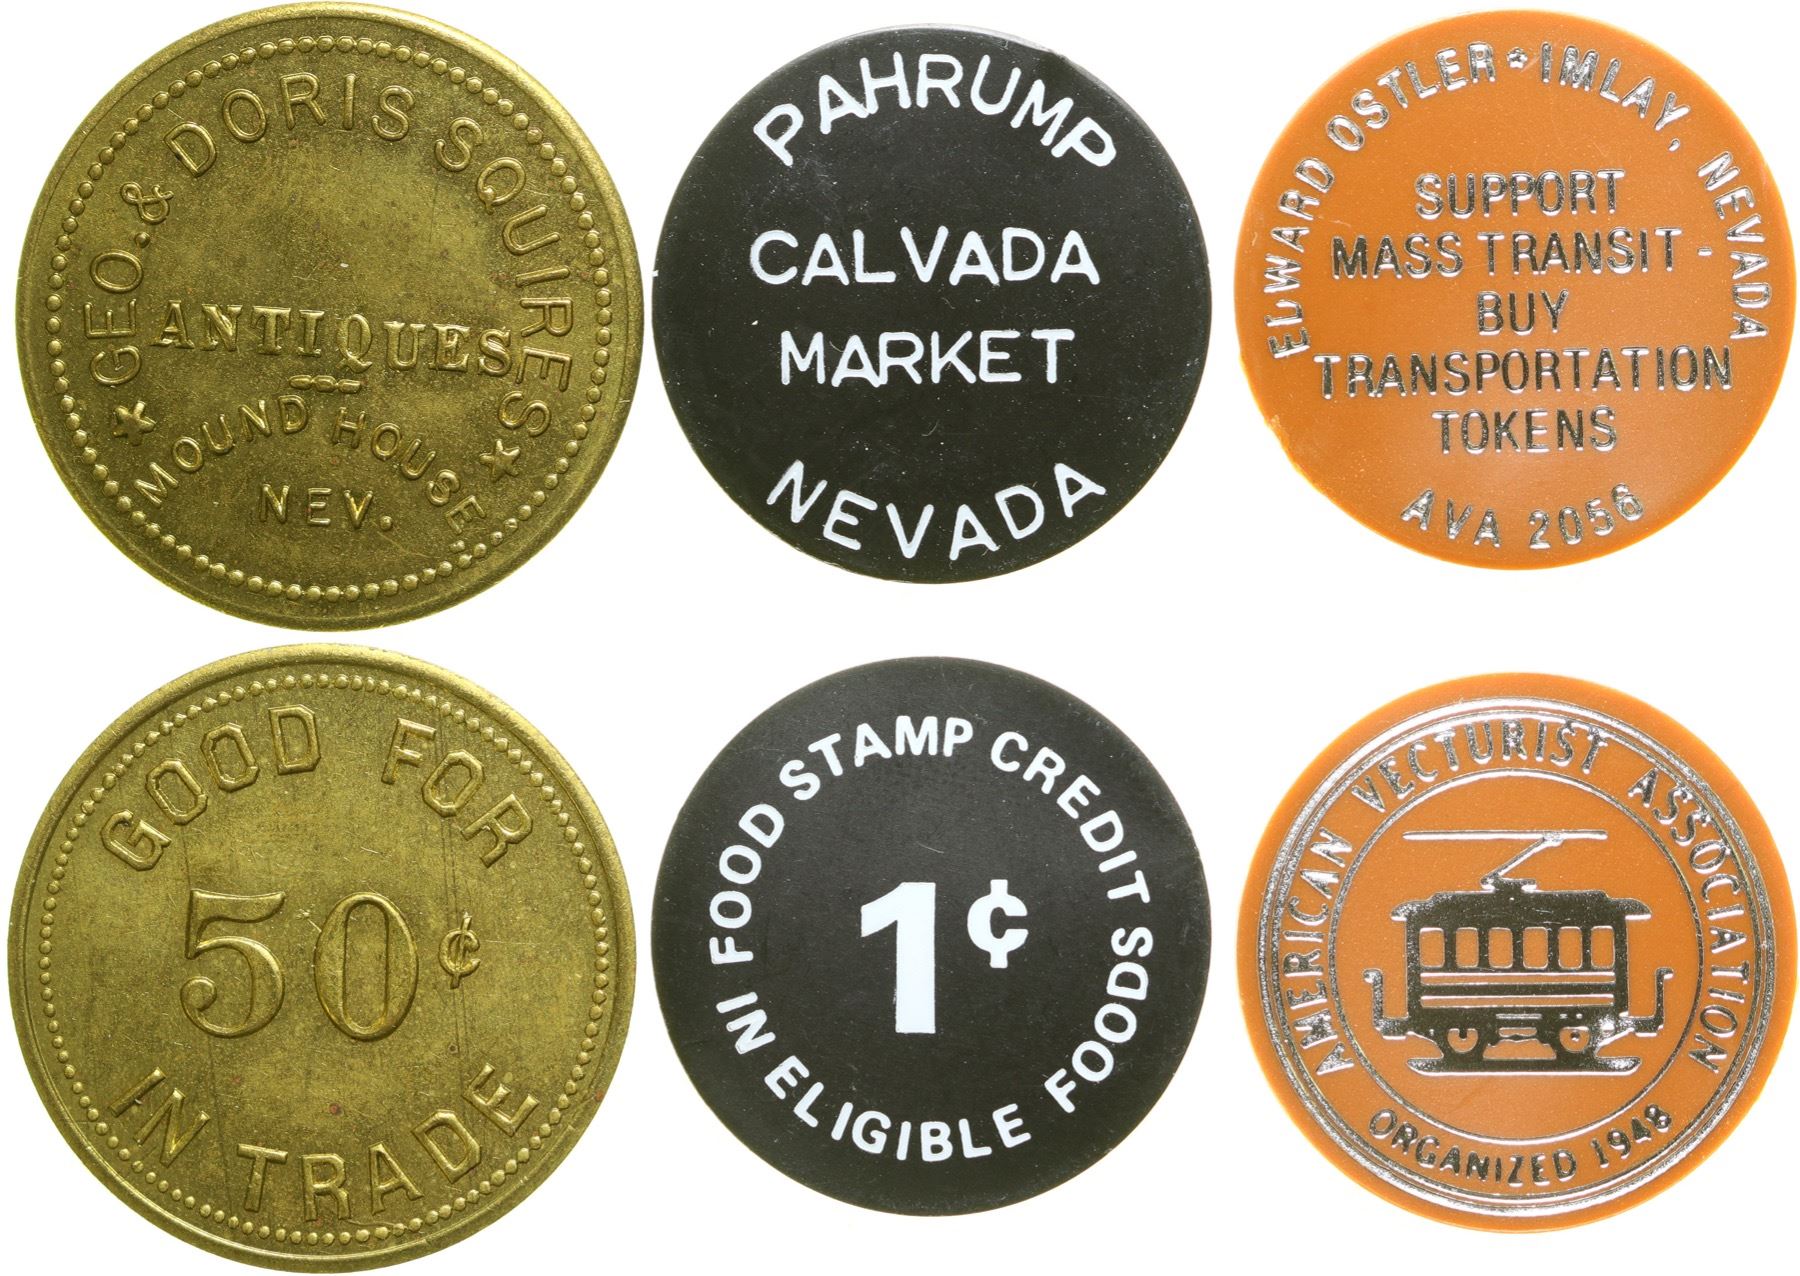 GEO. & DORIS SQUIRES
ANTIQUES
MOUND HOUSE,
NEV.
PAHRUMP
CALVADA
MARKET
NEVADA
EDWARD OSTLER * IMLAY, NEVADA
SUPPORT
MASS TRANSIT -
BUY
TRANSPORTATION
TOKENS
AVA 2056
GOOD FOR
50¢
IN TRADE
FOOD STAMP CREDIT
1¢
IN ELIGIBLE FOODS
AMERICAN VECTURIST ASSOCIATION
ORGANIZED 1948